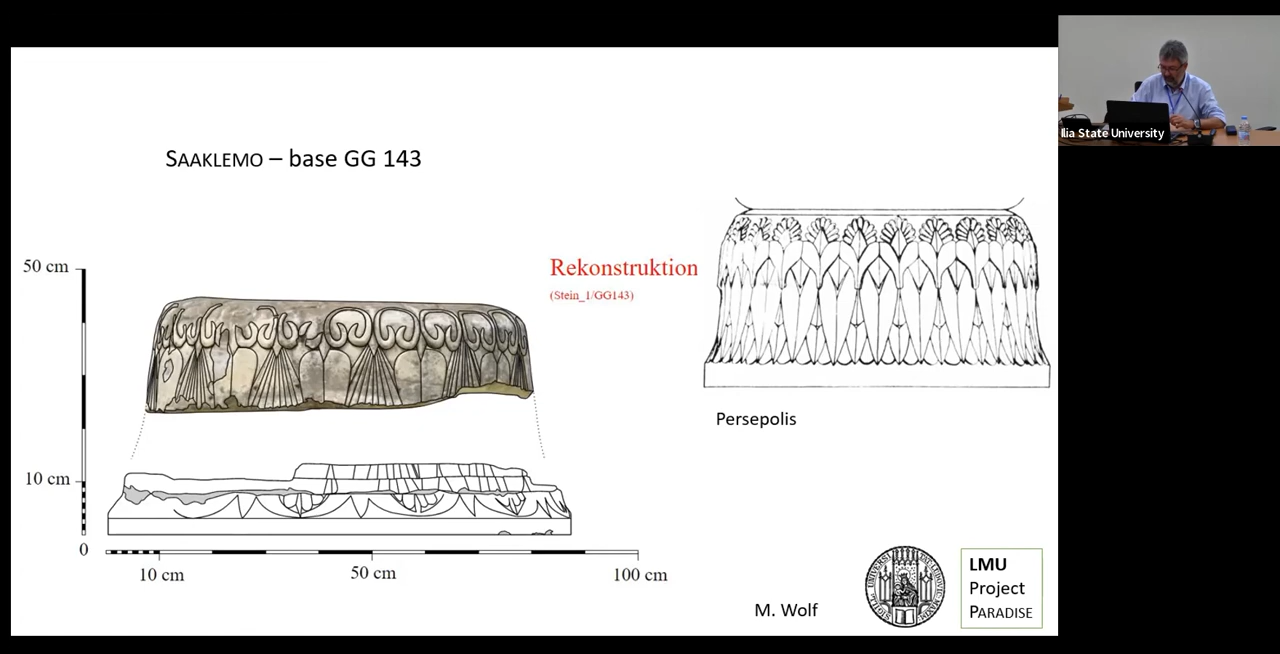 SAAKLEMO – base GG 143
50 cm
Rekonstruktion
(Stein_1/GG143)
Persepolis
10 cm
0
10 cm
50 cm
100 cm
M. Wolf
LMU
Project
PARADISE
Ilia State University